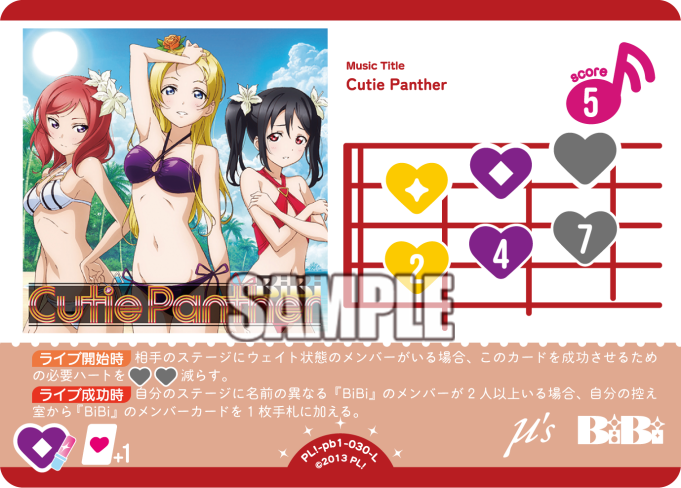 Music Title
Cutie Panther
score
5
2
4
7
Cutie Panther
BiBi
SAMPLE
ライブ開始時 相手のステージにウェイト状態のメンバーがいる場合、このカードを成功させるため
の必要ハートを減らす。
ライブ成功時 自分のステージに名前の異なる『BiBi』のメンバーが2人以上いる場合、自分の控え
室から『BiBi』のメンバーカードを1枚手札に加える。
+1
PL!-pb1-030-L
©2013 PL!
μ's
BiBi